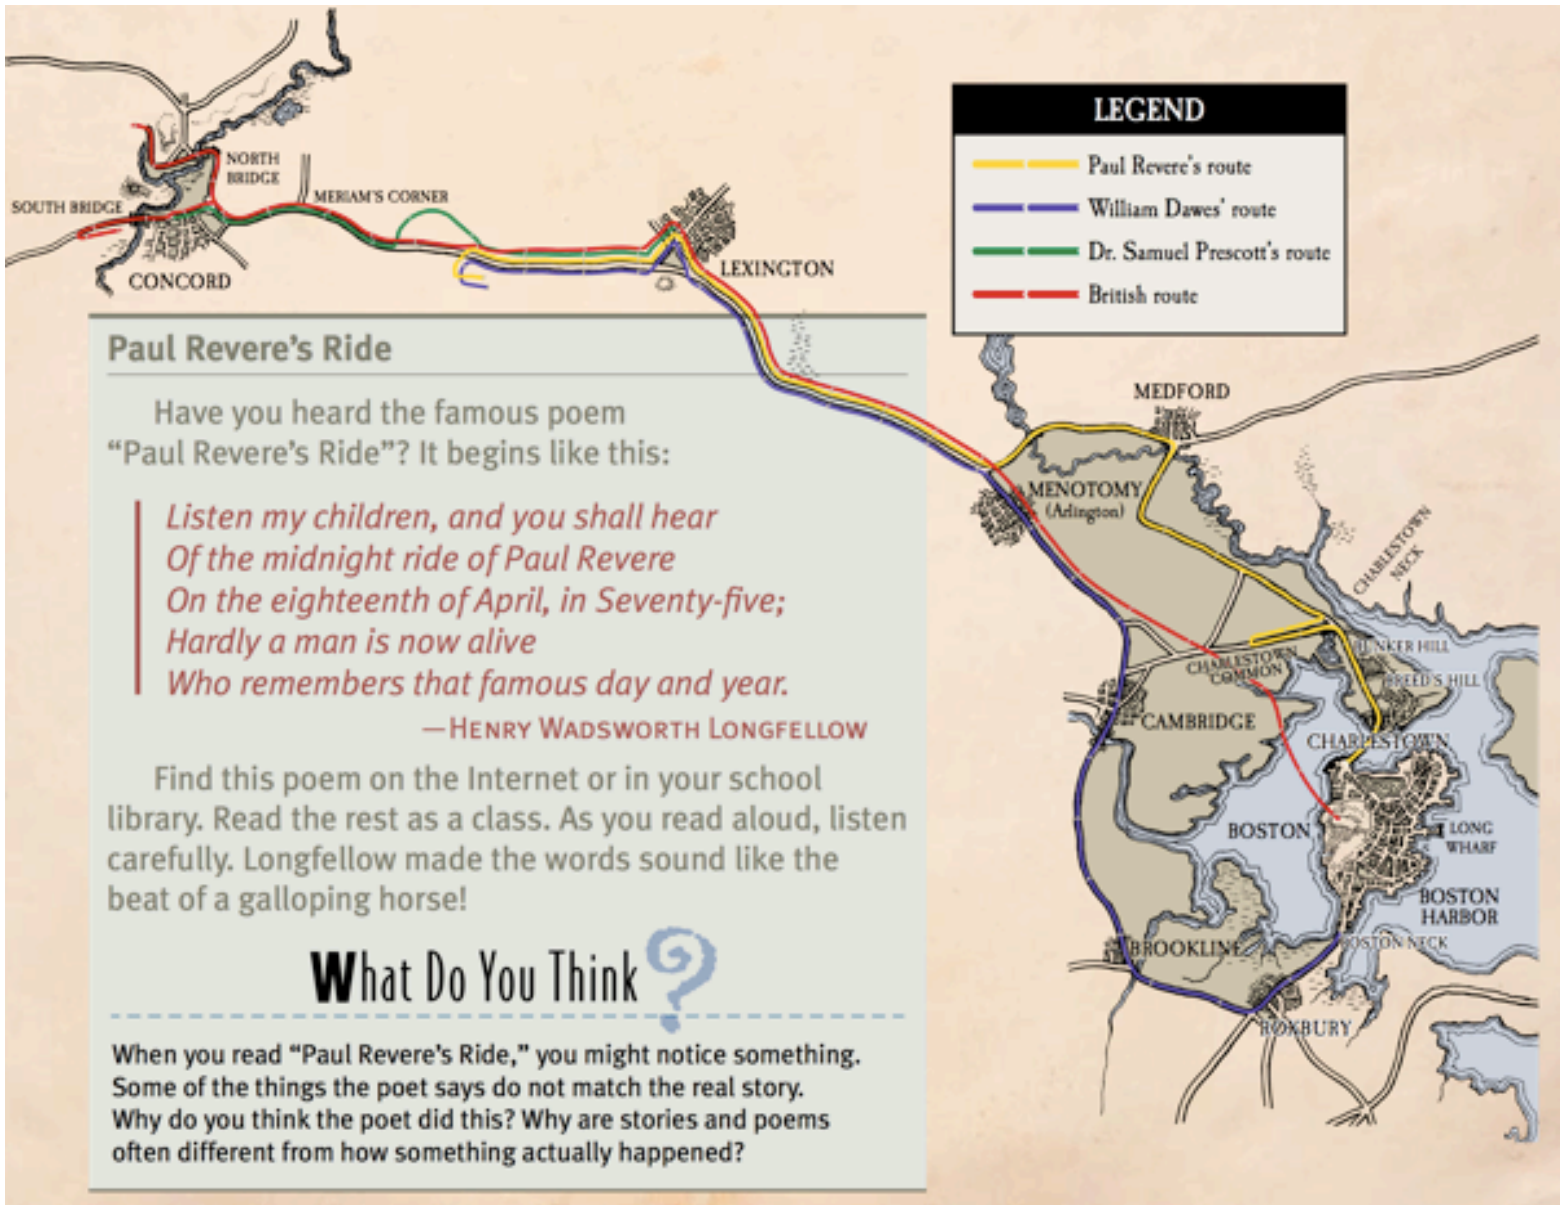 LEGEND
Paul Revere's route
William Dawes' route
Dr. Samuel Prescott's route
British route
NORTH
BRIDGE
MERIAM'S CORNER
SOUTH BRIDGE
CONCORD
LEXINGTON
MEDFORD
MENOTOMY
(Arlington)
CHARLESTOWN
NECK
BUNKER HILL
BREED'S HILL
CHARLESTOWN
COMMON
CAMBRIDGE
CHARLESTOWN
BOSTON
LONG
WHARF
BOSTON
HARBOR
BOSTON NECK
BROOKLINE
ROXBURY
Paul Revere's Ride
Have you heard the famous poem
“Paul Revere's Ride”? It begins like this:
Listen my children, and you shall hear
Of the midnight ride of Paul Revere
On the eighteenth of April, in Seventy-five;
Hardly a man is now alive
Who remembers that famous day and year.
—HENRY WADSWORTH LONGFELLOW
Find this poem on the Internet or in your school
library. Read the rest as a class. As you read aloud, listen
carefully. Longfellow made the words sound like the
beat of a galloping horse!
What Do You Think?
When you read “Paul Revere's Ride,” you might notice something.
Some of the things the poet says do not match the real story.
Why do you think the poet did this? Why are stories and poems
often different from how something actually happened?